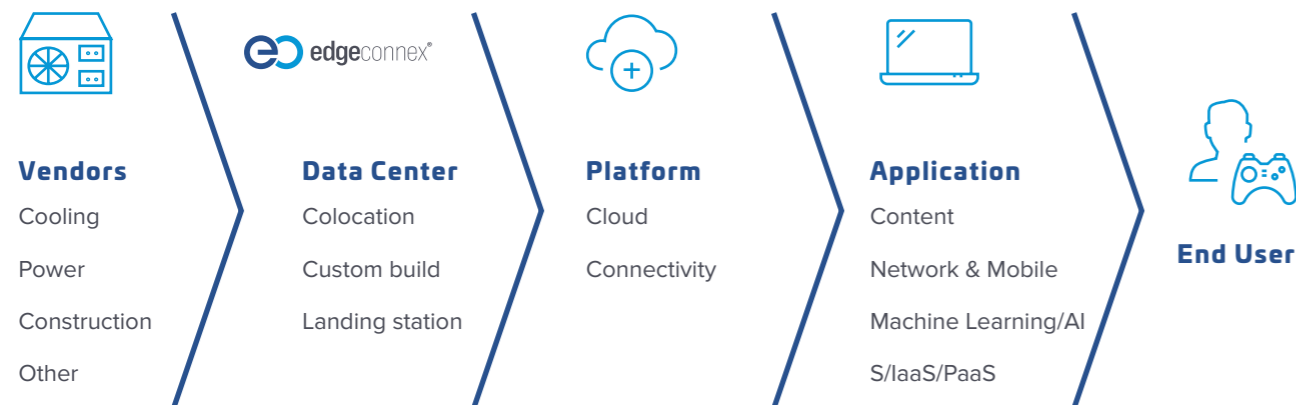 edgeconnex®
Vendors
Cooling
Power
Construction
Other
Data Center
Colocation
Custom build
Landing station
Platform
Cloud
Connectivity
Application
Content
Network & Mobile
Machine Learning/AI
S/IaaS/PaaS
End User